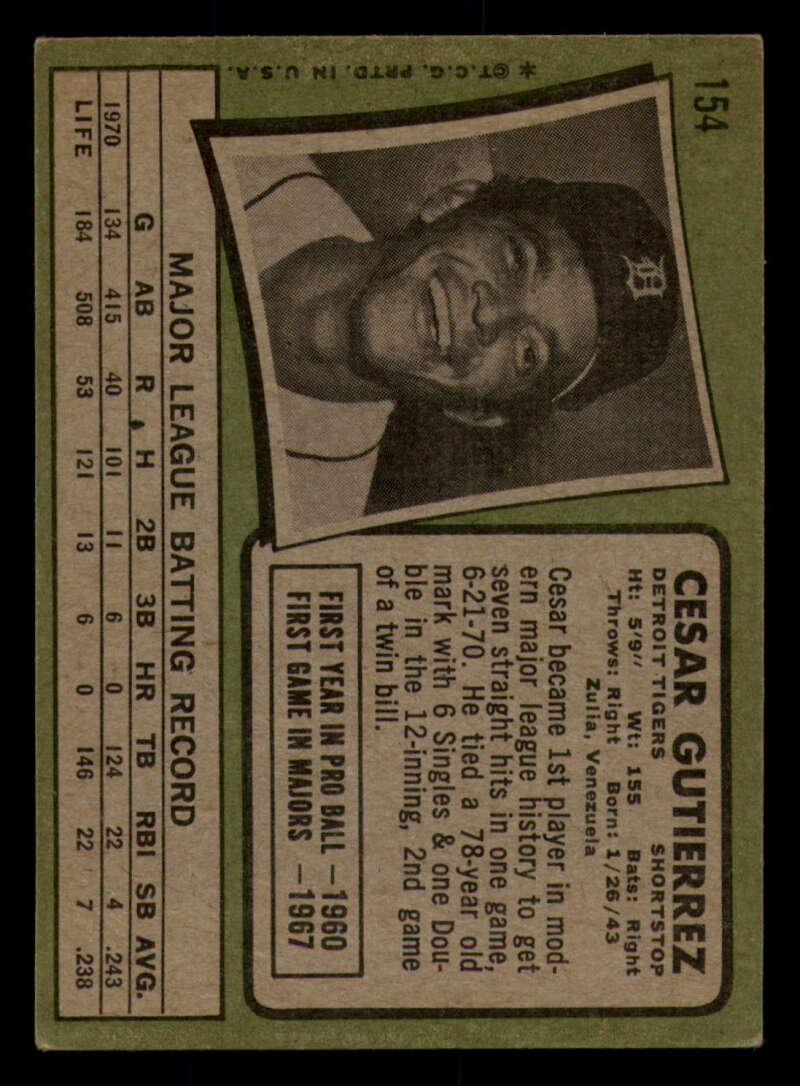 154
CESAR GUTIERREZ
DETROIT TIGERS SHORTSTOP
Ht: 5'9" Wt: 155 Bats: Right
Throws: Right Born: 1/26/43
Zulia, Venezuela
Cesar became 1st player in mod-
ern major league history to get
seven straight hits in one game,
6-21-70. He tied a 78-year old
mark with 6 Singles & one Dou-
ble in the 12-inning, 2nd game
of a twin bill.
FIRST YEAR IN PRO BALL—1960
FIRST GAME IN MAJORS —1967
MAJOR LEAGUE BATTING RECORD
G AB R H 2B 3B HR TB RBI SB AVG.
1970 134 415 40 101 11 6 0 124 22 4 .243
LIFE 184 508 53 121 13 6 0 146 22 7 .238
* ©T.C.G. PRTD. IN U.S.A.
D